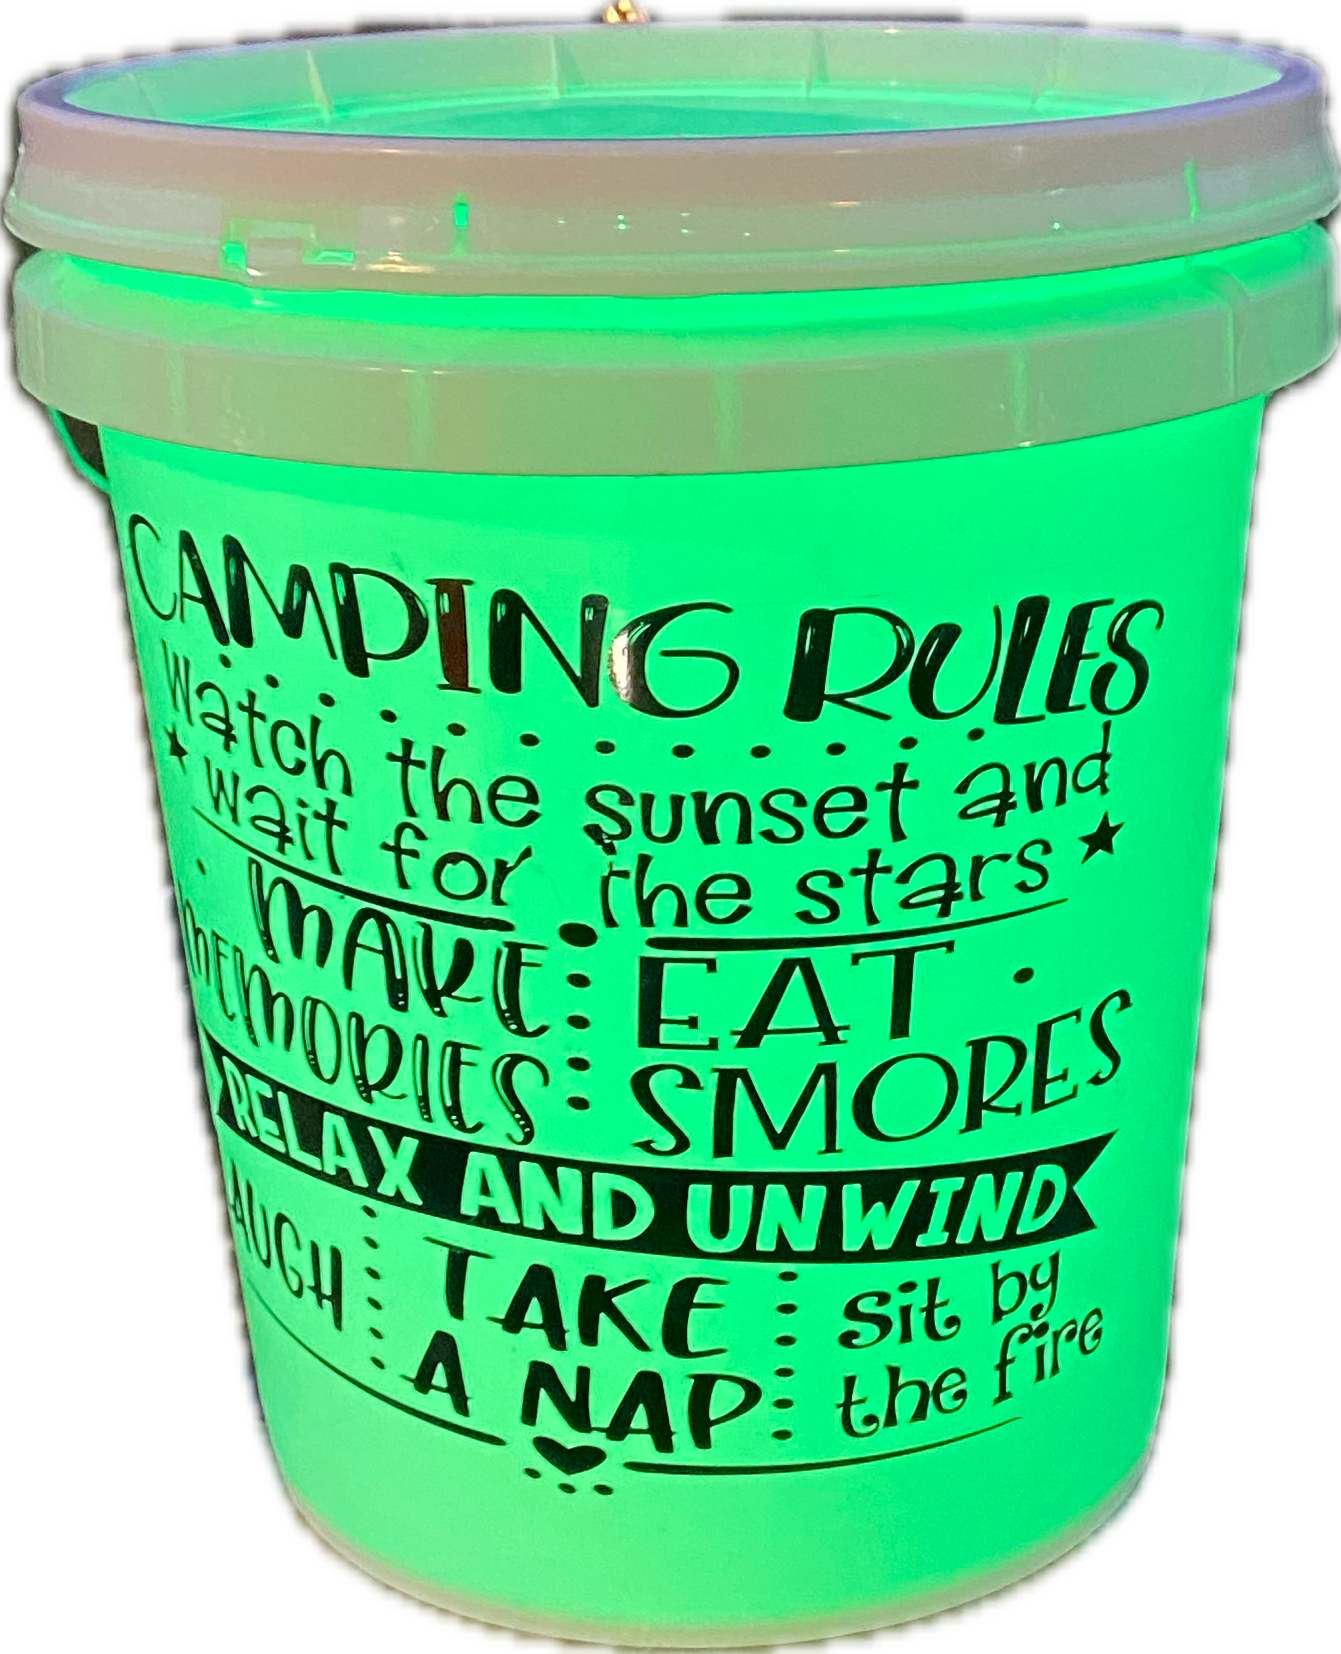 CAMPING RULES
watch the sunset and
wait for the stars
MAKE
MEMORIES
EAT
SMORES
RELAX AND UNWIND
AUGH
TAKE
A NAP
sit by
the fire